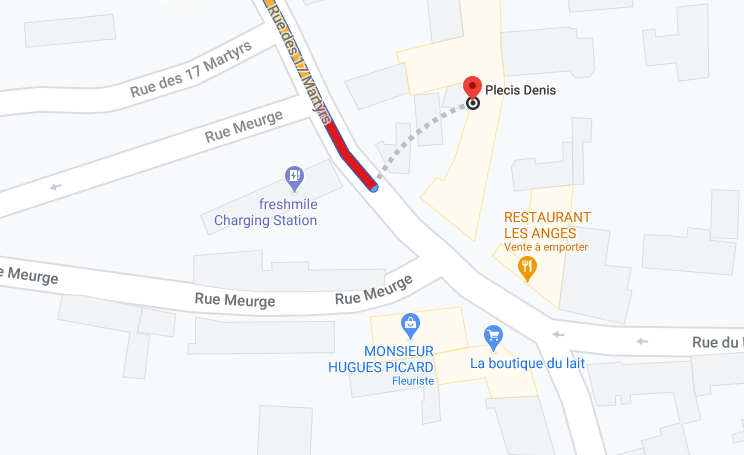 Rue des 17 Martyrs
Rue des 17 Martyrs
Plecis Denis
Rue Meurge
freshmile
Charging Station
RESTAURANT
LES ANGES
Vente à emporter
e Meurge
Rue Meurge
Rue Meurge
MONSIEUR
HUGUES PICARD
Fleuriste
La boutique du lait
Rue du